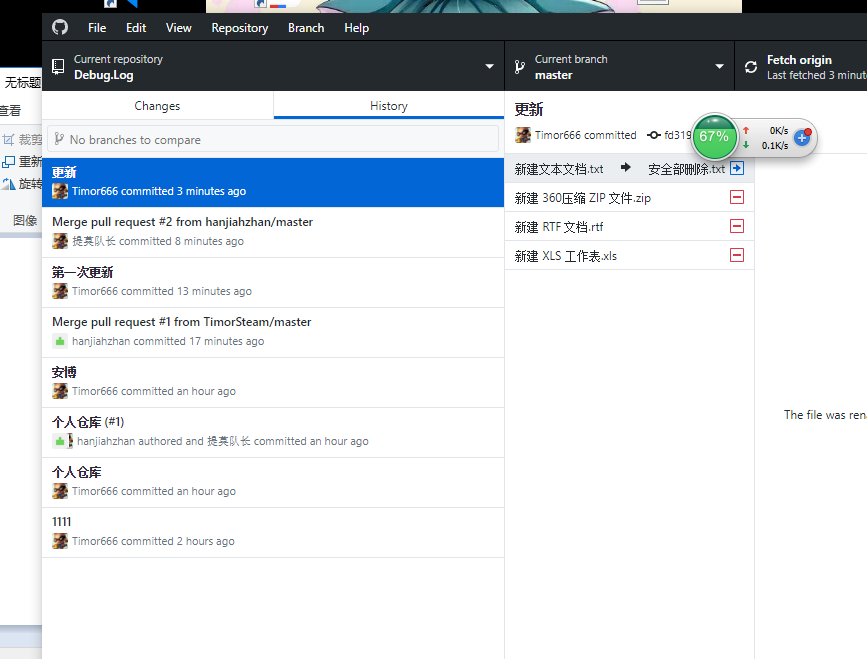 File Edit View Repository Branch Help
无标题
查看
裁剪
重新
旋转
图像
Current repository
Debug.Log
Current branch
master
Fetch origin
Last fetched 3 minut
Changes
History
No branches to compare
更新
Timor666 committed 3 minutes ago
Merge pull request #2 from hanjiahzhan/master
提莫队长 committed 8 minutes ago
第一次更新
Timor666 committed 13 minutes ago
Merge pull request #1 from TimorSteam/master
hanjiahzhan committed 17 minutes ago
安博
Timor666 committed an hour ago
个人仓库 (#1)
hanjiahzhan authored and 提莫队长 committed an hour ago
个人仓库
Timor666 committed an hour ago
1111
Timor666 committed 2 hours ago
更新
Timor666 committed fd319
67% 0K/s
0.1K/s
新建文本文档.txt 安全部删除.txt
新建 360压缩 ZIP 文件.zip
新建 RTF 文档.rtf
新建 XLS 工作表.xls
The file was ren